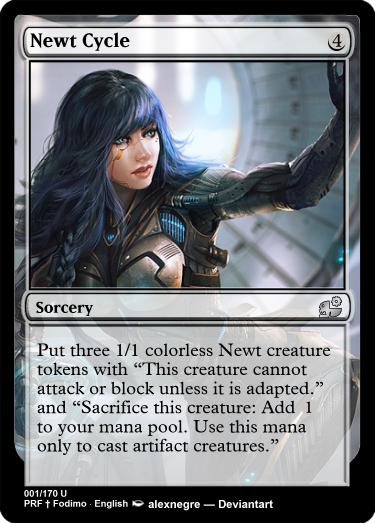 Newt Cycle
4
Sorcery
Put three 1/1 colorless Newt creature
tokens with “This creature cannot
attack or block unless it is adapted.”
and “Sacrifice this creature: Add 1
to your mana pool. Use this mana
only to cast artifact creatures.”
001/170 U
PRF † Fodimo · English alexnegre — Deviantart